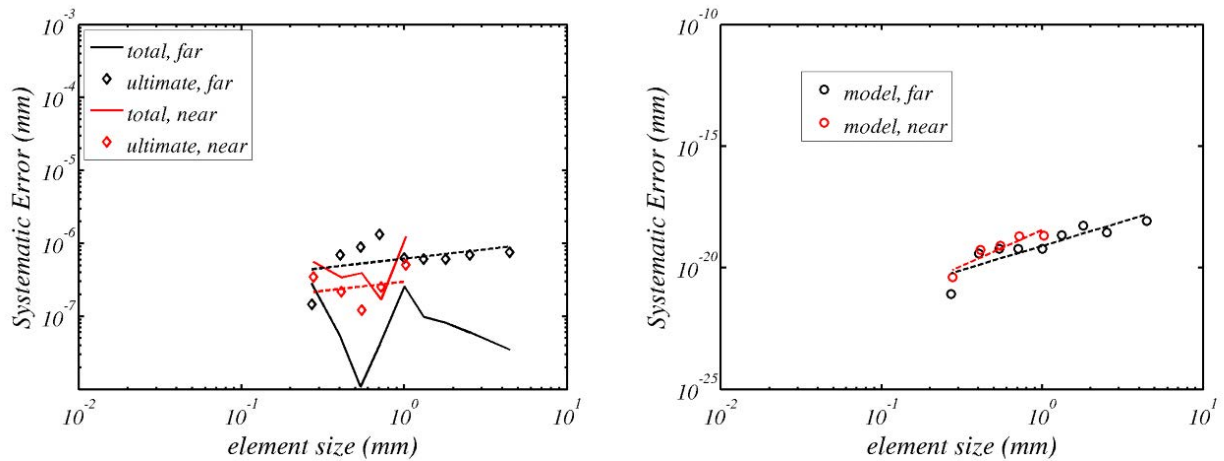 10^-3
10^-4
10^-5
10^-6
10^-7
Systematic Error (mm)
total, far
ultimate, far
total, near
ultimate, near
10^-2 10^-1 10^0 10^1
element size (mm)
10^-10
10^-15
10^-20
10^-25
Systematic Error (mm)
model, far
model, near
10^-2 10^-1 10^0 10^1
element size (mm)